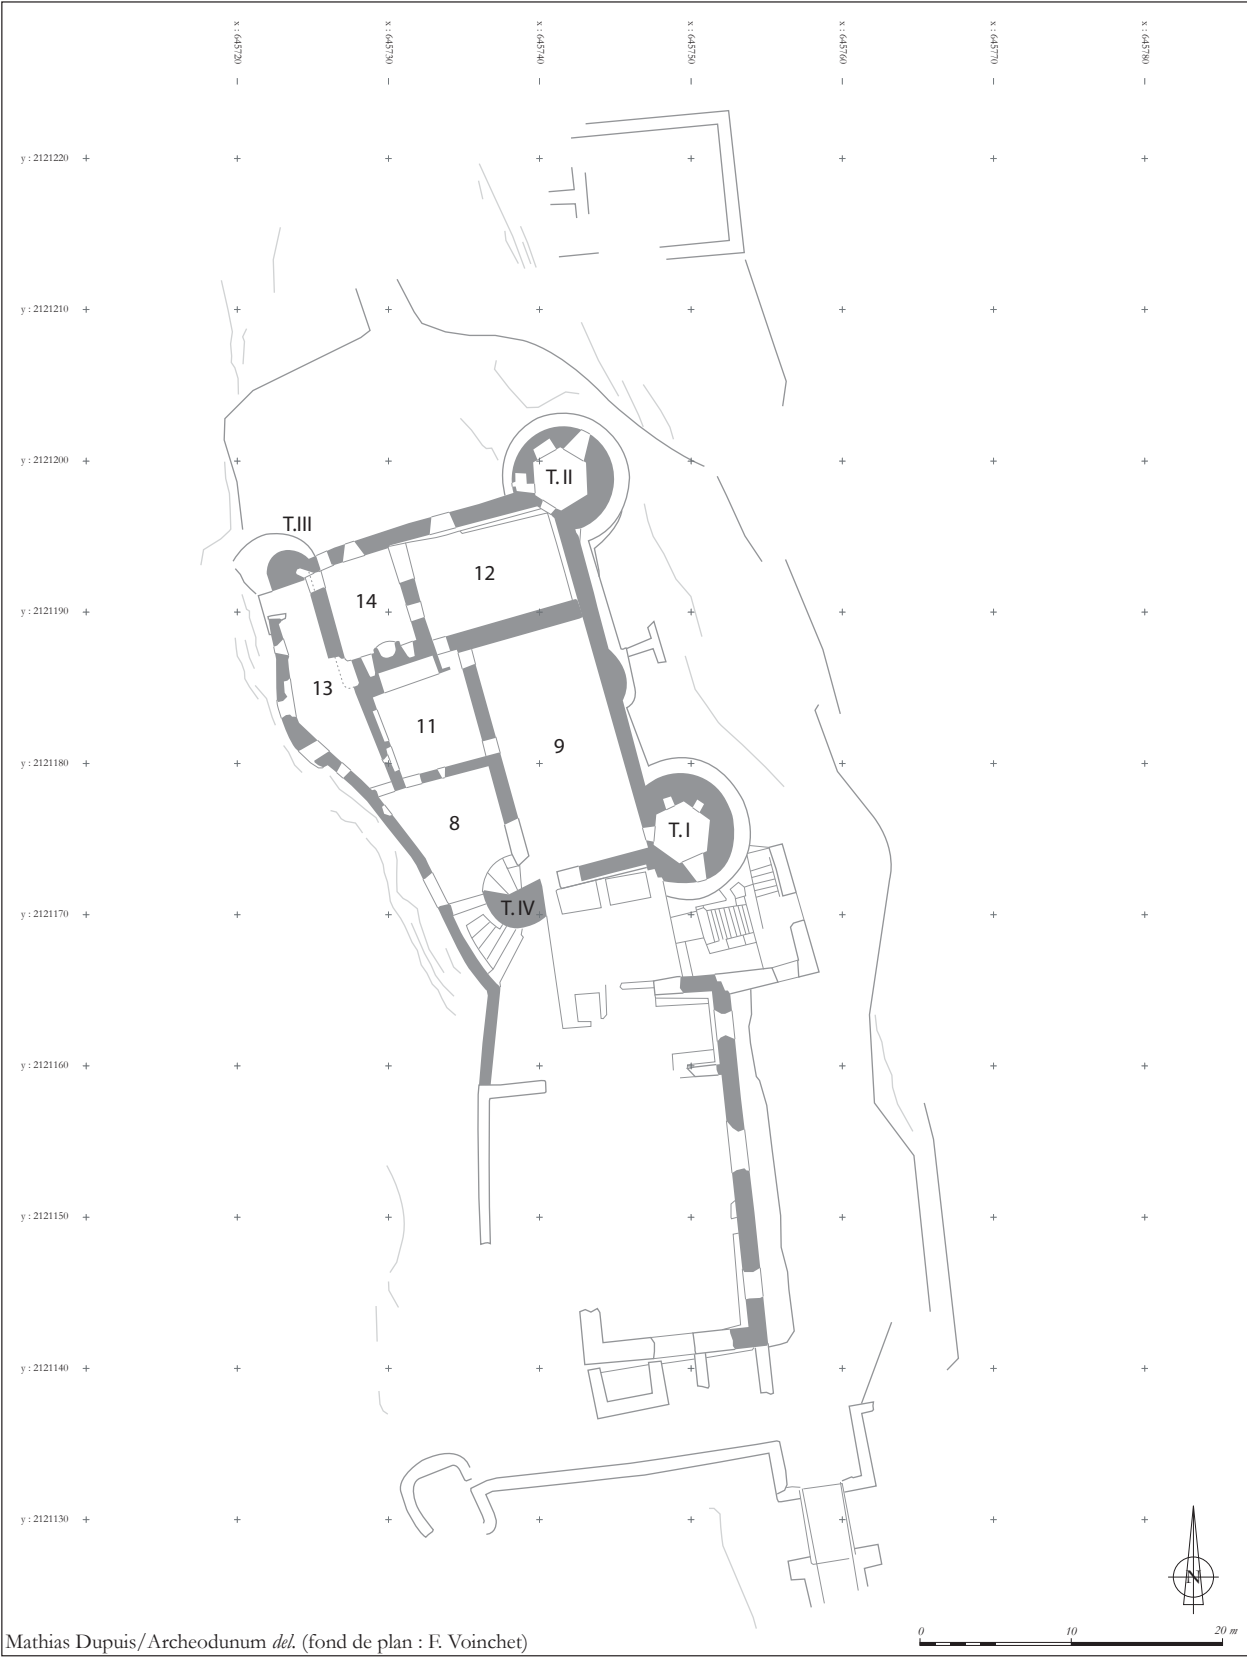 x : 645720
x : 645730
x : 645740
x : 645750
x : 645760
x : 645770
x : 645780
y : 2121220
y : 2121210
y : 2121200
T. II
T.III
12
14
y : 2121190
13
11
9
y : 2121180
8
T. I
T. IV
y : 2121170
y : 2121160
y : 2121150
y : 2121140
y : 2121130
N
Mathias Dupuis/Archeodunum del. (fond de plan : F. Voinchet)
0 10 20 m